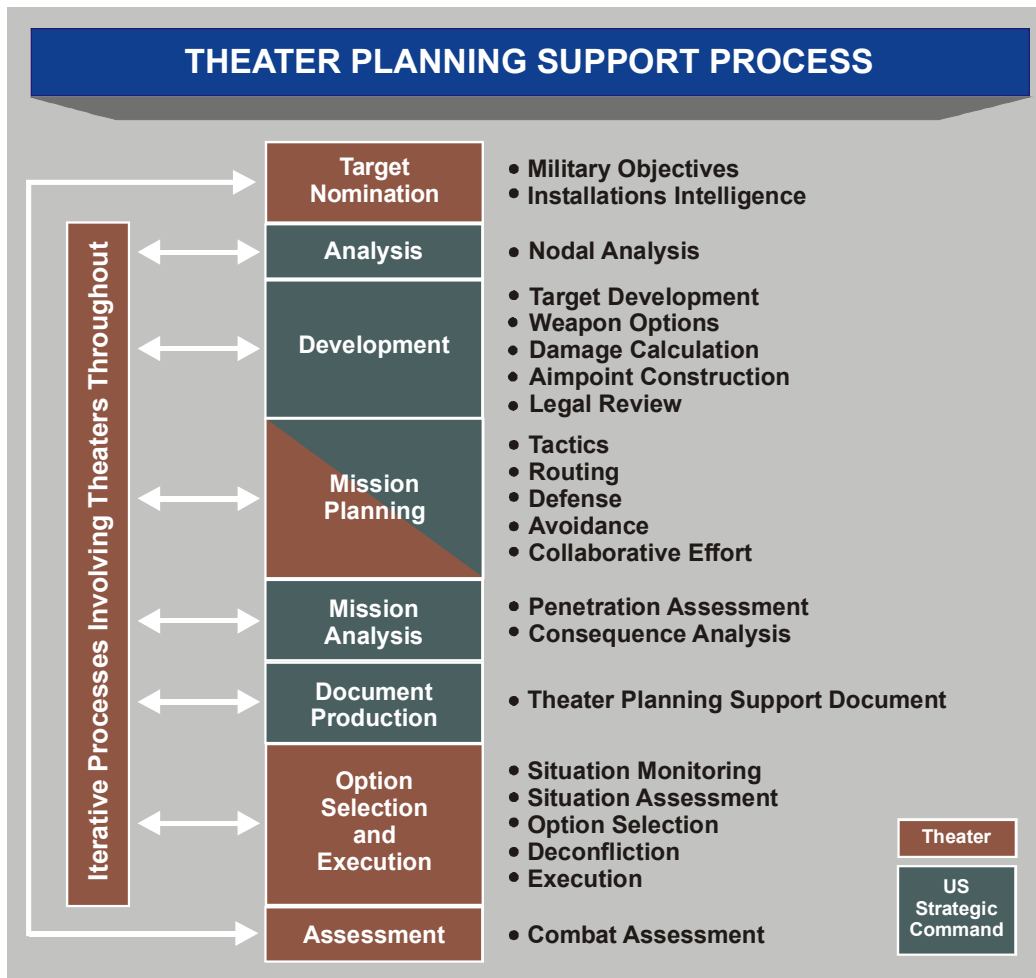 THEATER PLANNING SUPPORT PROCESS
Iterative Processes Involving Theaters Throughout
Target
Nomination
• Military Objectives
• Installations Intelligence
Analysis
• Nodal Analysis
Development
• Target Development
• Weapon Options
• Damage Calculation
• Aimpoint Construction
• Legal Review
Mission
Planning
• Tactics
• Routing
• Defense
• Avoidance
• Collaborative Effort
Mission
Analysis
• Penetration Assessment
• Consequence Analysis
Document
Production
• Theater Planning Support Document
Option
Selection
and
Execution
• Situation Monitoring
• Situation Assessment
• Option Selection
• Deconfliction
• Execution
Assessment
• Combat Assessment
Theater
US
Strategic
Command